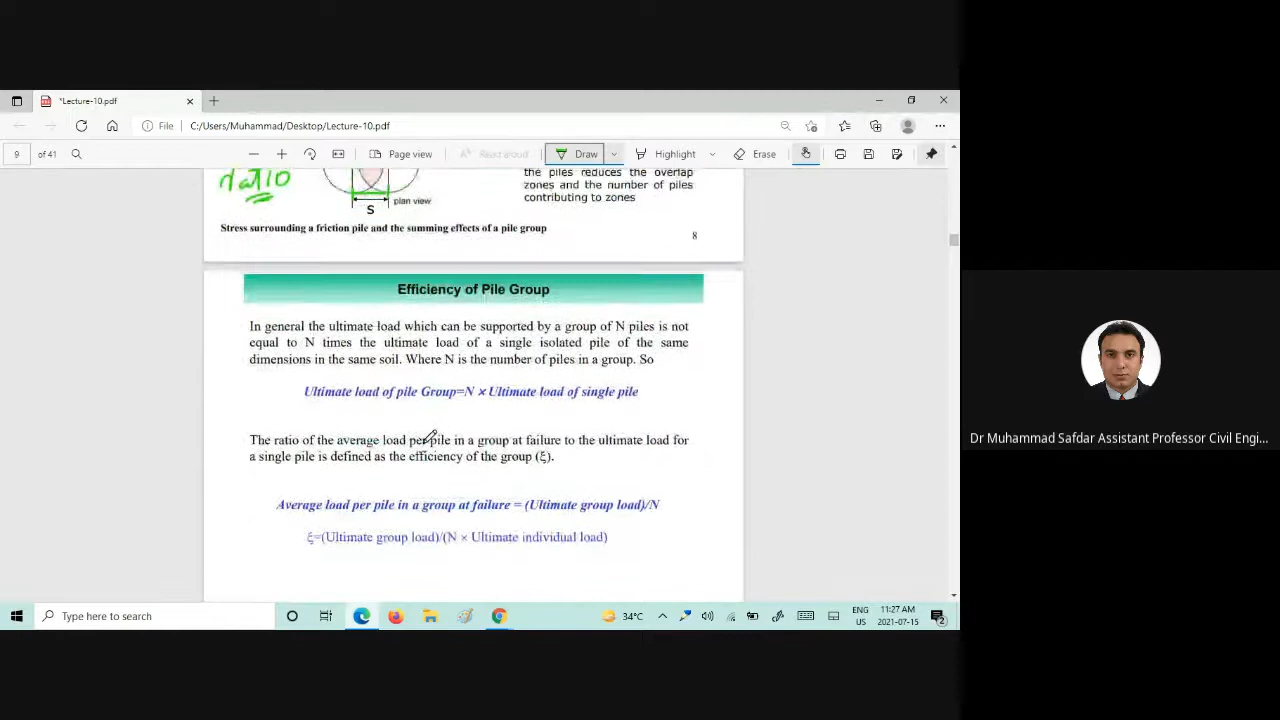 *Lecture-10.pdf
File
C:/Users/Muhammad/Desktop/Lecture-10.pdf
9
of 41
Page view
Read aloud
Draw
Highlight
Erase
ratio
S
plan view
the piles reduces the overlap
zones and the number of piles
contributing to zones
Stress surrounding a friction pile and the summing effects of a pile group
8
Efficiency of Pile Group
In general the ultimate load which can be supported by a group of N piles is not
equal to N times the ultimate load of a single isolated pile of the same
dimensions in the same soil. Where N is the number of piles in a group. So
Ultimate load of pile Group=N × Ultimate load of single pile
The ratio of the average load per pile in a group at failure to the ultimate load for
a single pile is defined as the efficiency of the group (ξ).
Average load per pile in a group at failure = (Ultimate group load)/N
ξ=(Ultimate group load)/(N × Ultimate individual load)
Dr Muhammad Safdar Assistant Professor Civil Engi...
Type here to search
34°C
ENG
US
11:27 AM
2021-07-15
2